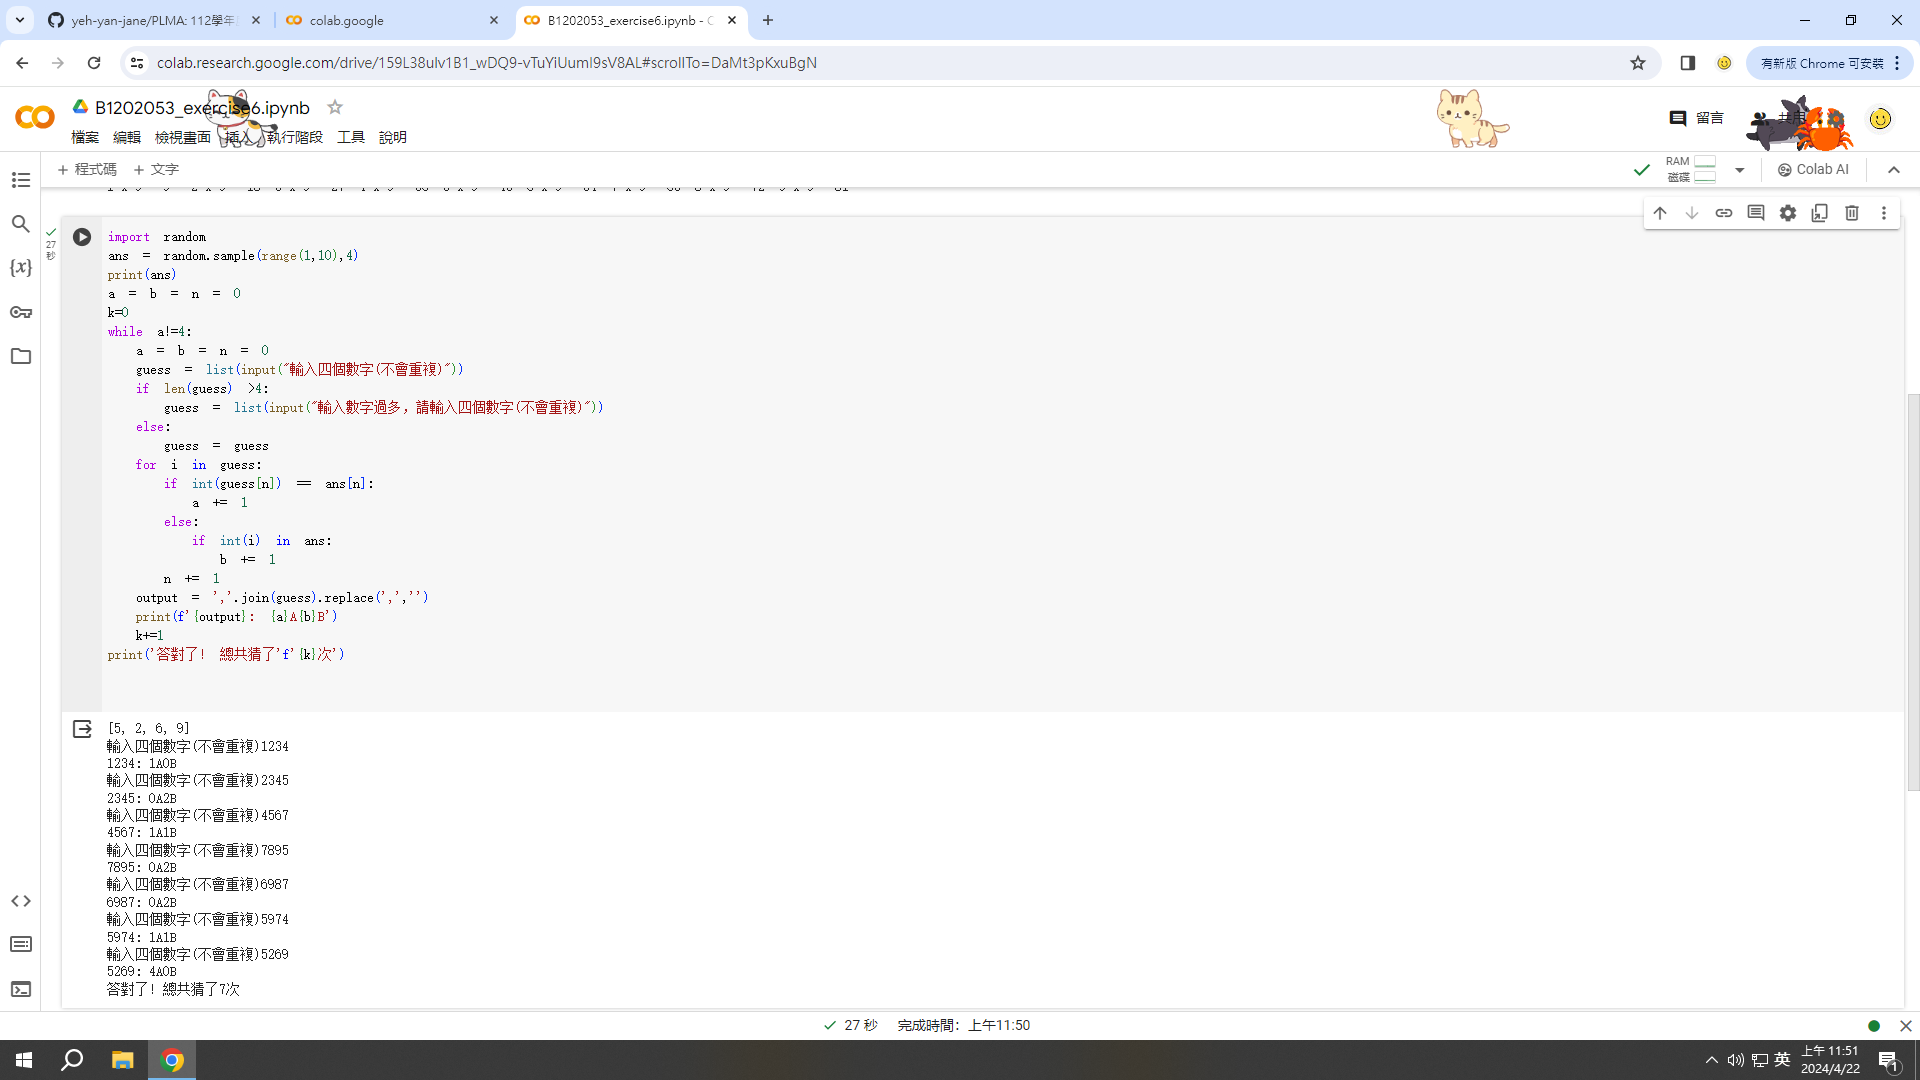 yeh-yan-jane/PLMA: 112學年
colab.google
B1202053_exercise6.ipynb - C
colab.research.google.com/drive/159L38ulv1B1_wDQ9-vTuYiUumI9sV8AL#scrollTo=DaMt3pKxuBgN
有新版 Chrome 可安裝
B1202053_exercise6.ipynb
檔案 編輯 檢視畫面 插入 執行階段 工具 說明
留言
共用
+ 程式碼 + 文字
RAM
磁碟
Colab AI
27
秒
import random
ans = random.sample(range(1,10),4)
print(ans)
a = b = n = 0
k=0
while a!=4:
    a = b = n = 0
    guess = list(input("輸入四個數字(不會重複)"))
    if len(guess) >4:
        guess = list(input("輸入數字過多，請輸入四個數字(不會重複)"))
    else:
        guess = guess
    for i in guess:
        if int(guess[n]) == ans[n]:
            a += 1
        else:
            if int(i) in ans:
                b += 1
        n += 1
    output = ','.join(guess).replace(',','')
    print(f'{output}: {a}A{b}B')
    k+=1
print('答對了! 總共猜了'f'{k}次')
[5, 2, 6, 9]
輸入四個數字(不會重複)1234
1234: 1A0B
輸入四個數字(不會重複)2345
2345: 0A2B
輸入四個數字(不會重複)4567
4567: 1A1B
輸入四個數字(不會重複)7895
7895: 0A2B
輸入四個數字(不會重複)6987
6987: 0A2B
輸入四個數字(不會重複)5974
5974: 1A1B
輸入四個數字(不會重複)5269
5269: 4A0B
答對了! 總共猜了7次
27 秒 完成時間：上午11:50
英
上午 11:51
2024/4/22
1